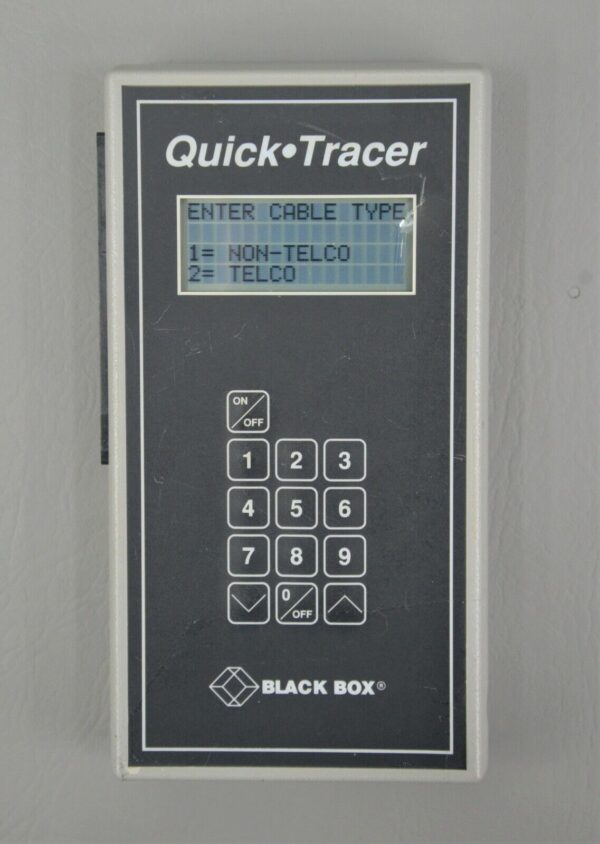 Quick•Tracer
ENTER CABLE TYPE
1= NON-TELCO
2= TELCO
ON/OFF
1 2 3
4 5 6
7 8 9
0/OFF
BLACK BOX®